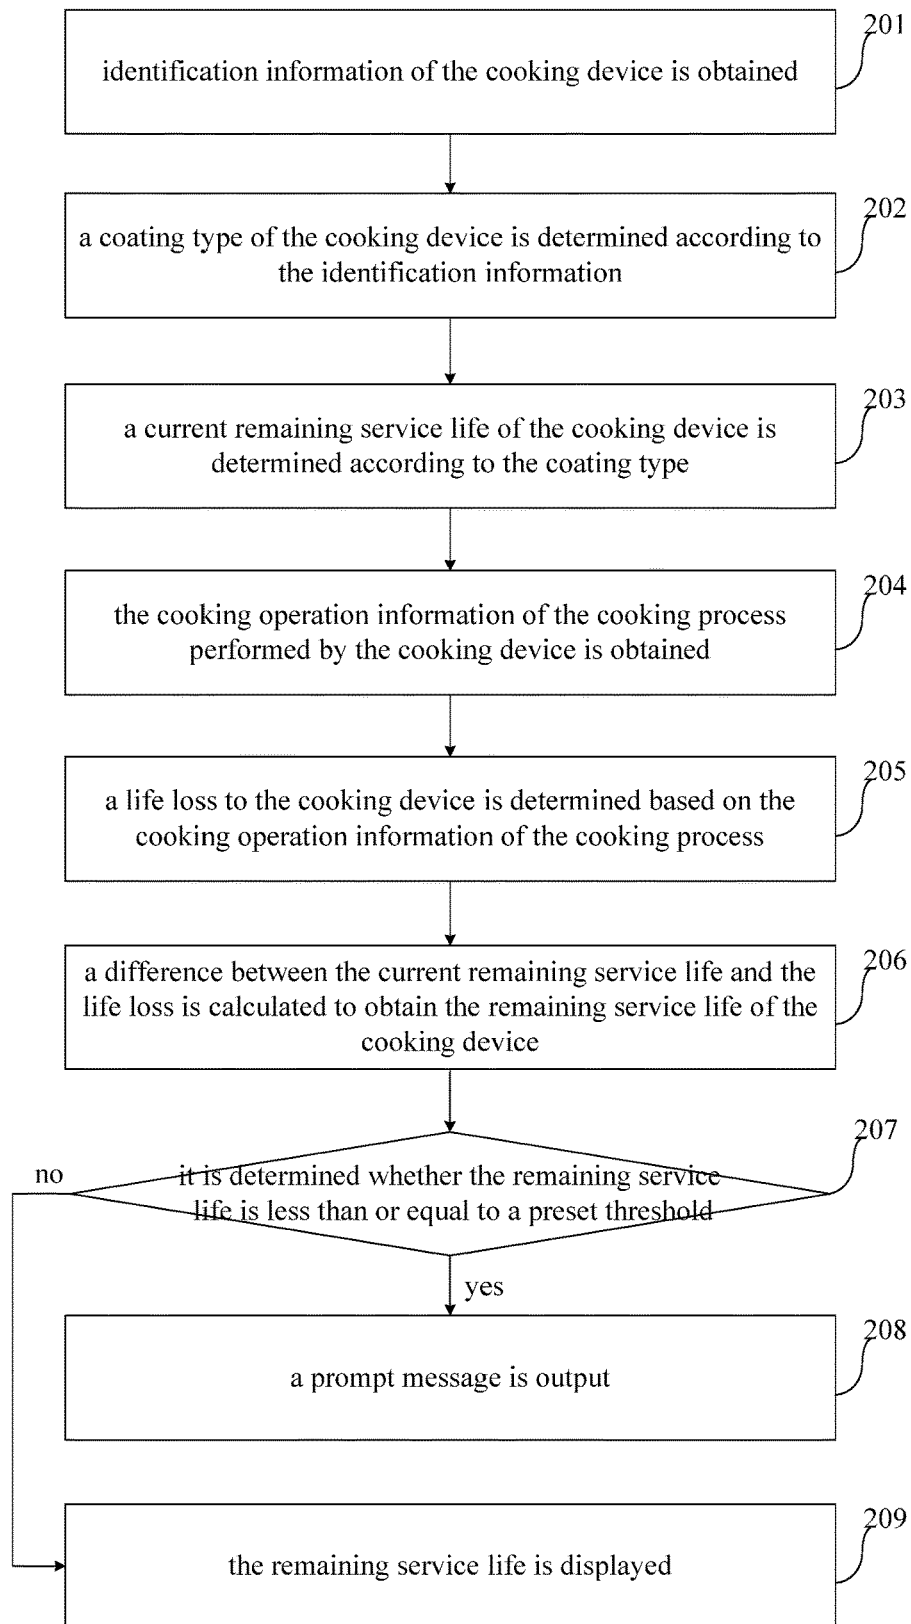 201
identification information of the cooking device is obtained
202
a coating type of the cooking device is determined according to
the identification information
203
a current remaining service life of the cooking device is
determined according to the coating type
204
the cooking operation information of the cooking process
performed by the cooking device is obtained
205
a life loss to the cooking device is determined based on the
cooking operation information of the cooking process
206
a difference between the current remaining service life and the
life loss is calculated to obtain the remaining service life of the
cooking device
207
no
it is determined whether the remaining service
life is less than or equal to a preset threshold
yes
208
a prompt message is output
209
the remaining service life is displayed